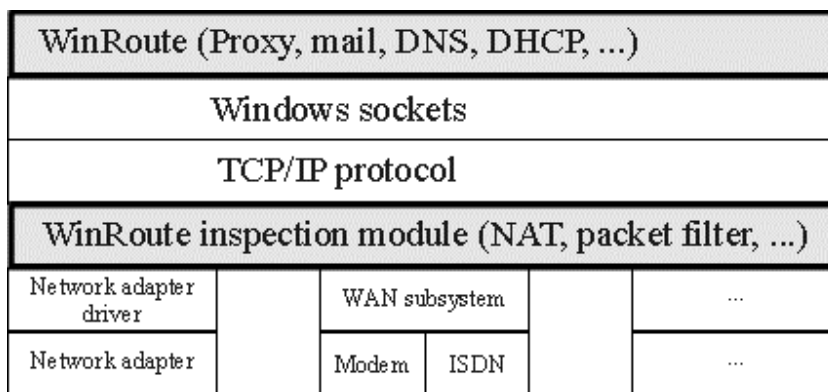 WinRoute (Proxy, mail, DNS, DHCP, ...)
Windows sockets
TCP/IP protocol
WinRoute inspection module (NAT, packet filter, ...)
Network adapter
driver
WAN subsystem
...
Network adapter
Modem
ISDN
...